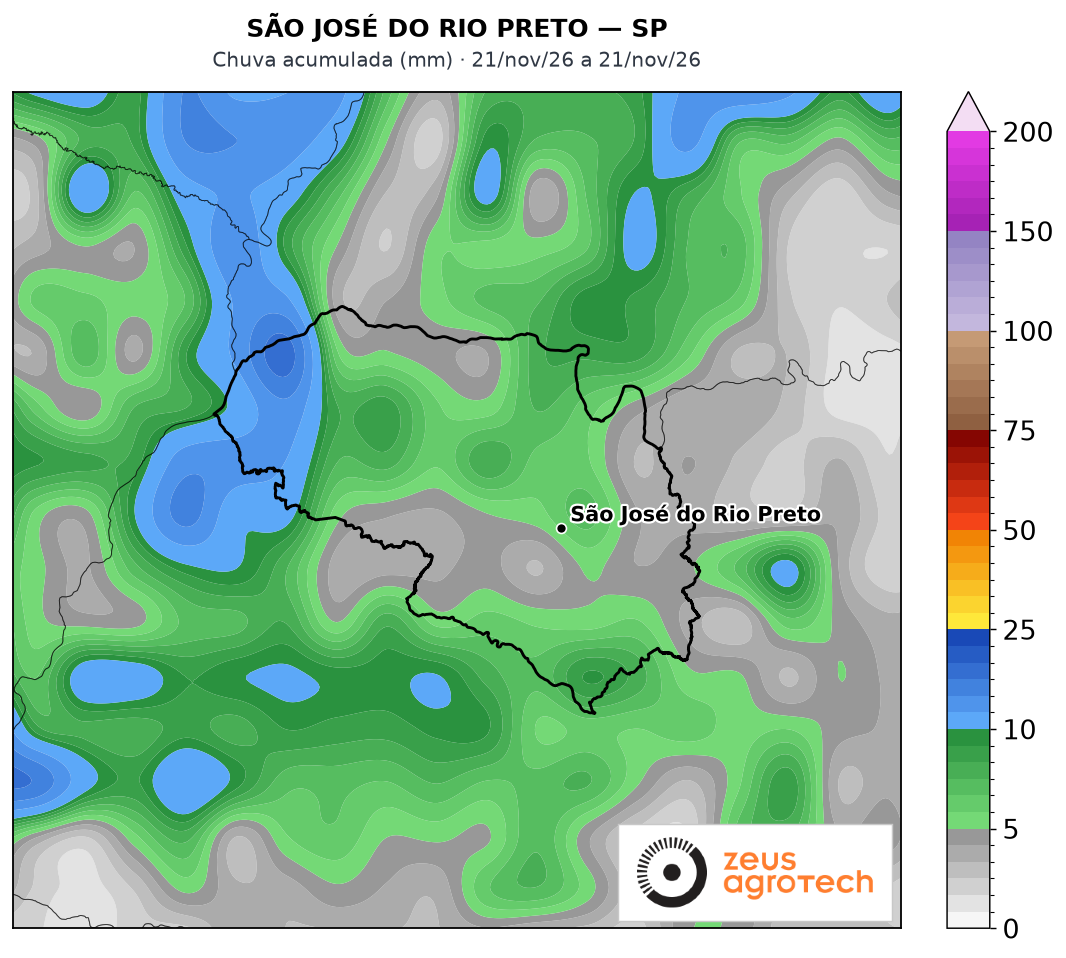 SÃO JOSÉ DO RIO PRETO — SP
Chuva acumulada (mm) · 21/nov/26 a 21/nov/26
200
150
100
75
50
25
10
5
0
São José do Rio Preto
zeus
agrotech